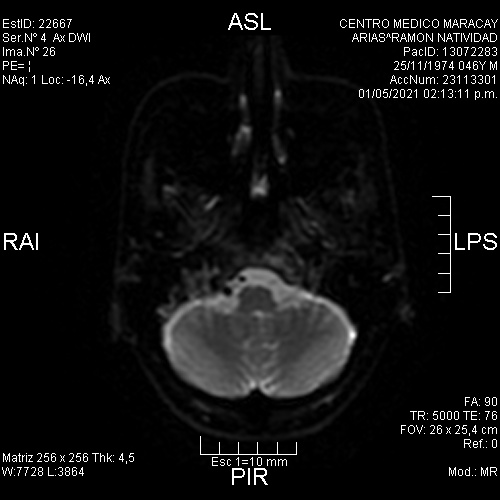 EstID: 22667
Ser.Nº 4 Ax DWI
Ima.Nº 26
PE= ¦
NAq: 1 Loc: -16,4 Ax
ASL
CENTRO MEDICO MARACAY
ARIAS^RAMON NATIVIDAD
PacID: 13072283
25/11/1974 046Y M
AccNum: 23113301
01/05/2021 02:13:11 p.m.
RAI
LPS
Matriz 256 x 256 Thk: 4,5
W:7728 L:3864
Esc 1=10 mm
PIR
FA: 90
TR: 5000 TE: 76
FOV: 26 x 25,4 cm
Ref.: 0
Mod.: MR